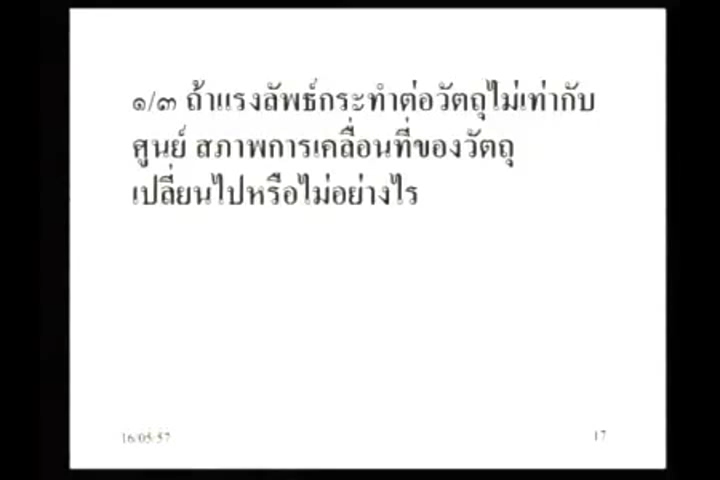 ๑/๓ ถ้าแรงลัพธ์กระทำต่อวัตถุไม่เท่ากับ
ศูนย์ สภาพการเคลื่อนที่ของวัตถุ
เปลี่ยนไปหรือไม่อย่างไร
16/05/57
17